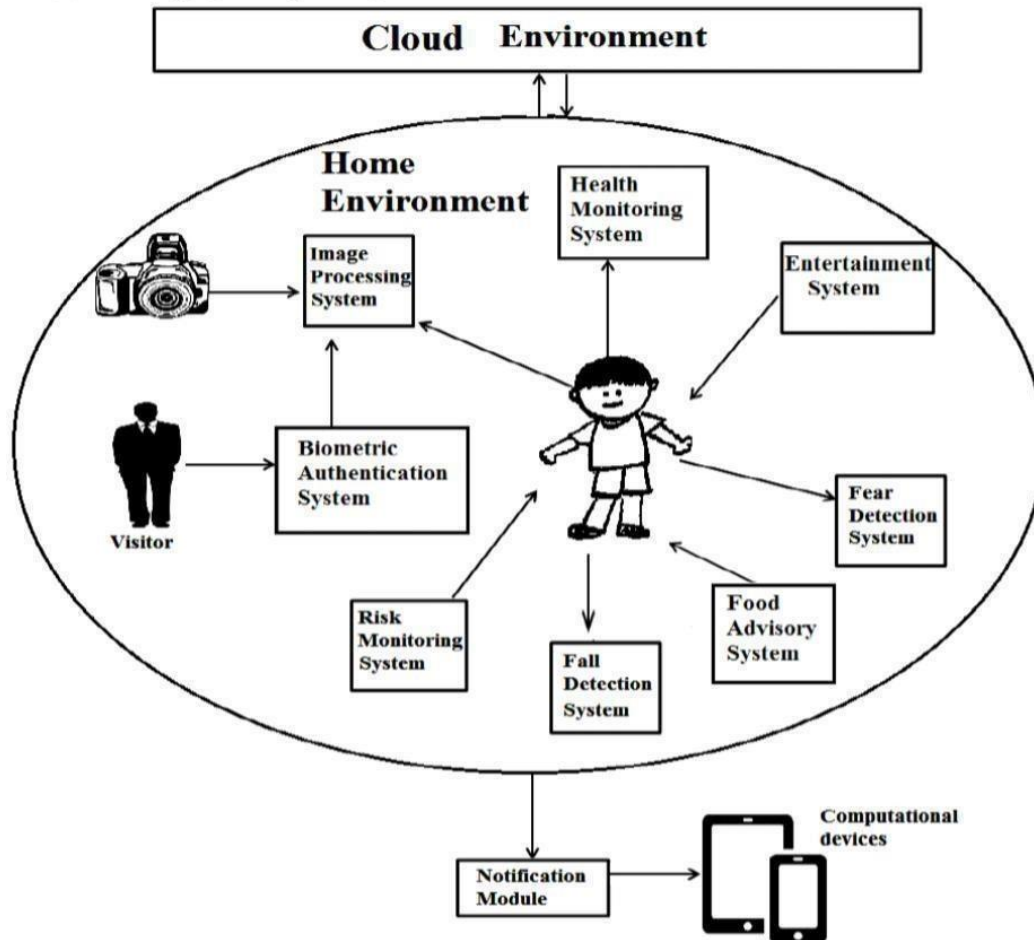 Cloud Environment
Home
Environment
Health
Monitoring
System
Image
Processing
System
Entertainment
System
Biometric
Authentication
System
Visitor
Fear
Detection
System
Risk
Monitoring
System
Food
Advisory
System
Fall
Detection
System
Computational
devices
Notification
Module